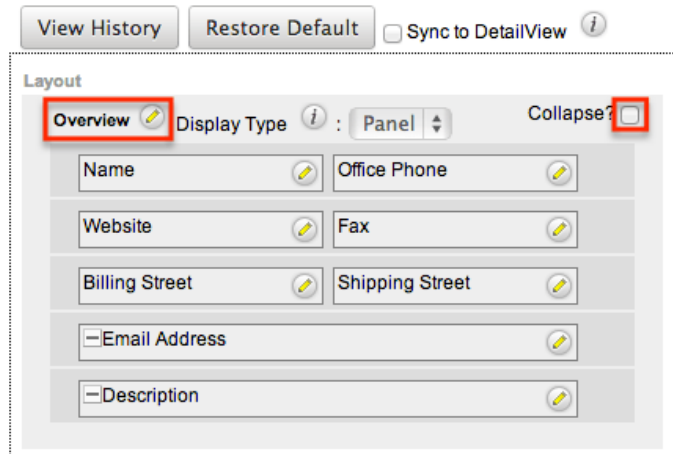 View History Restore Default Sync to DetailView i
Layout
Overview Display Type i : Panel Collapse?
Name Office Phone
Website Fax
Billing Street Shipping Street
Email Address
Description